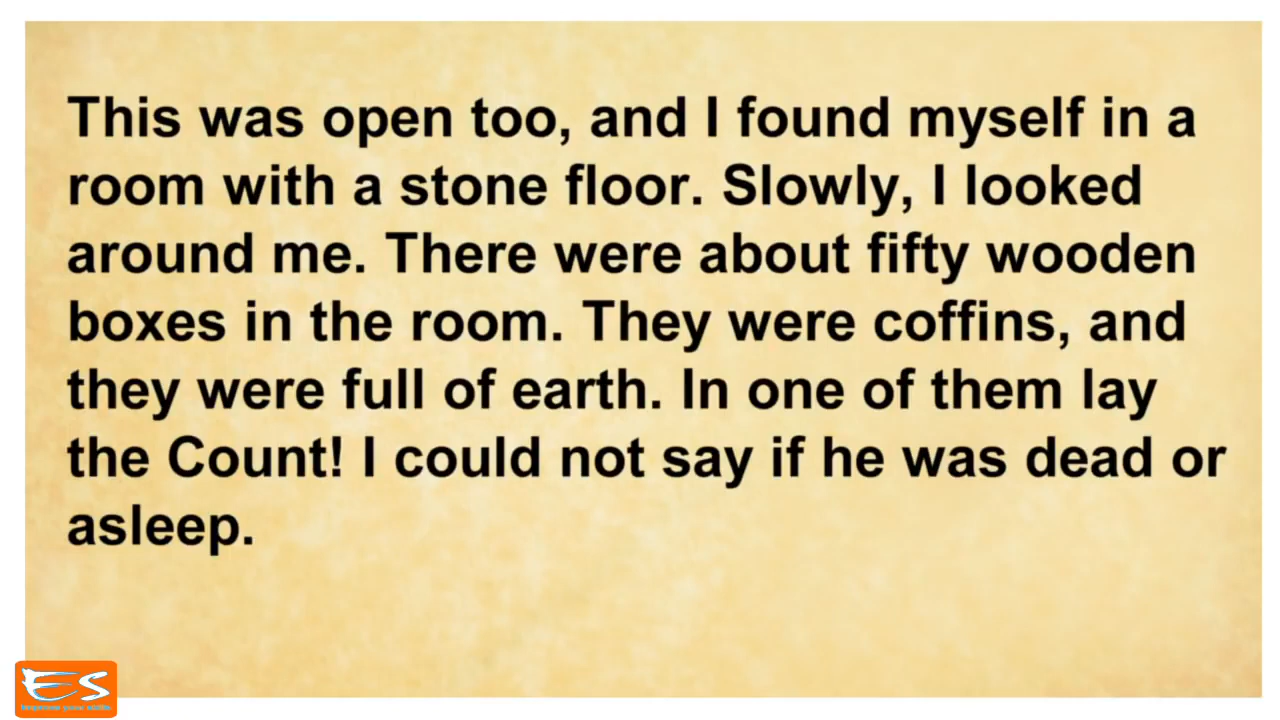 This was open too, and I found myself in a
room with a stone floor. Slowly, I looked
around me. There were about fifty wooden
boxes in the room. They were coffins, and
they were full of earth. In one of them lay
the Count! I could not say if he was dead or
asleep.
ES